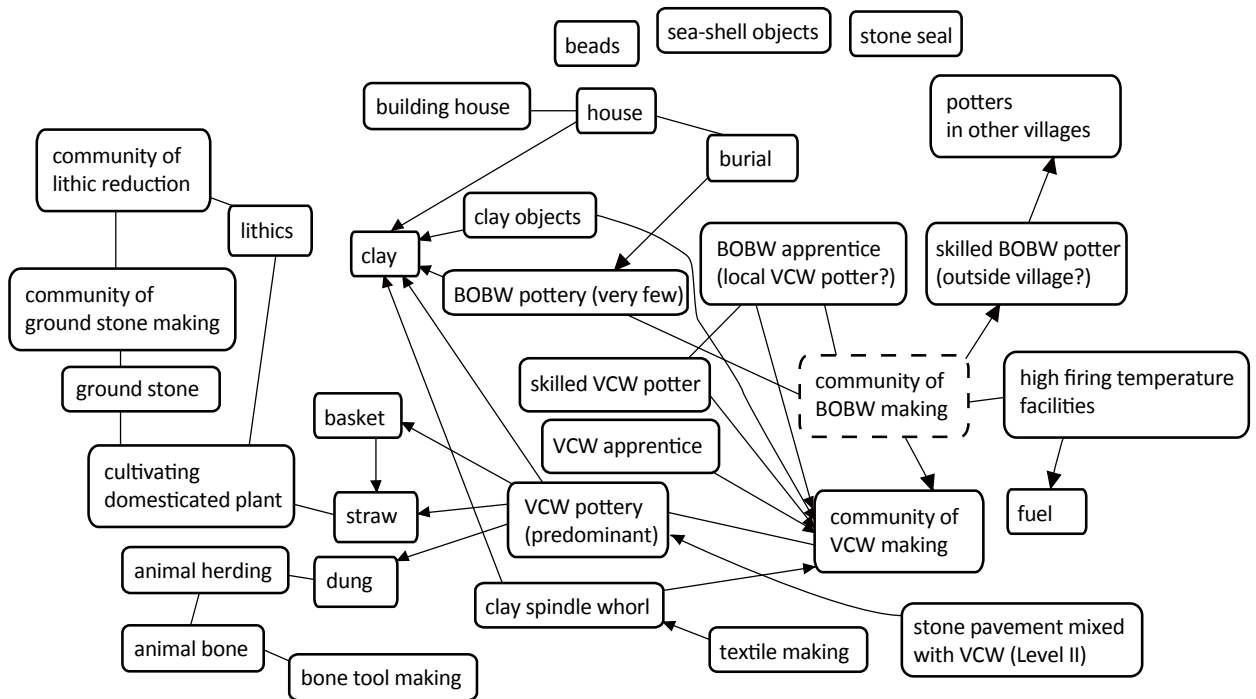 beads
sea-shell objects
stone seal
building house
house
potters
in other villages
community of
lithic reduction
burial
lithics
clay objects
clay
BOBW apprentice
(local VCW potter?)
skilled BOBW potter
(outside village?)
community of
ground stone making
BOBW pottery (very few)
ground stone
skilled VCW potter
community of
BOBW making
high firing temperature
facilities
basket
VCW apprentice
cultivating
domesticated plant
straw
VCW pottery
(predominant)
community of
VCW making
fuel
animal herding
dung
clay spindle whorl
animal bone
bone tool making
textile making
stone pavement mixed
with VCW (Level II)